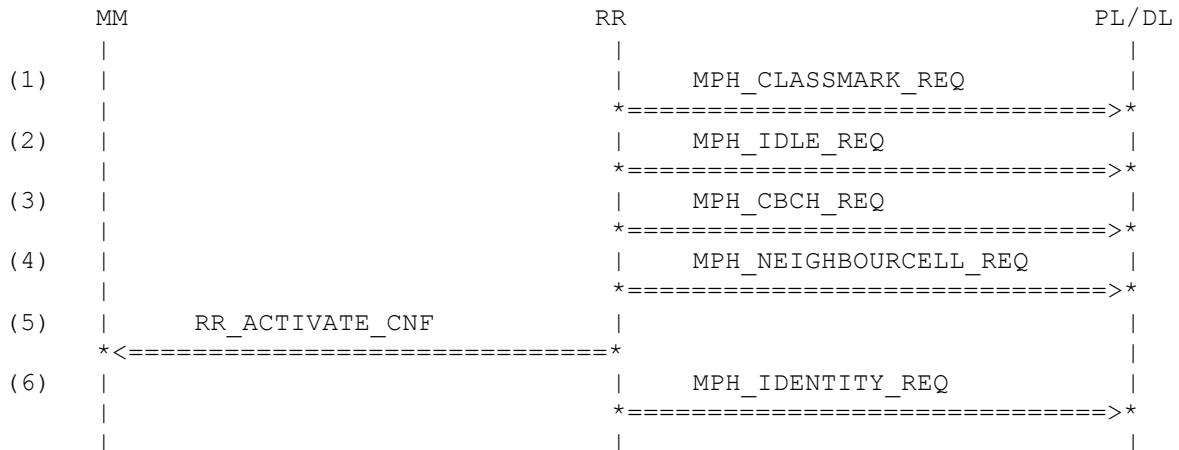 MM RR PL/DL
| | |
(1) | | MPH_CLASSMARK_REQ |
| *==============================>*
(2) | | MPH_IDLE_REQ |
| *==============================>*
(3) | | MPH_CBCH_REQ |
| *==============================>*
(4) | | MPH_NEIGHBOURCELL_REQ |
| *==============================>*
(5) | RR_ACTIVATE_CNF | |
*<==============================* |
(6) | | MPH_IDENTITY_REQ |
| *==============================>*
| | |